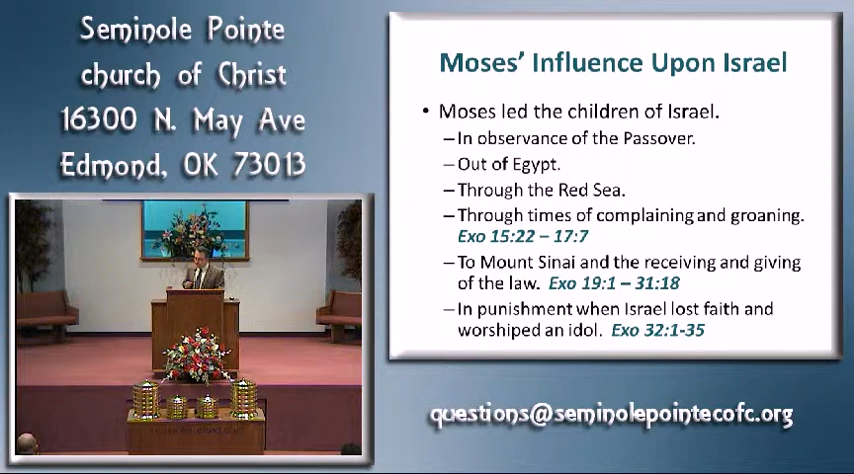 Seminole Pointe
church of Christ
16300 N. May Ave
Edmond, OK 73013
Moses' Influence Upon Israel
• Moses led the children of Israel.
–In observance of the Passover.
–Out of Egypt.
–Through the Red Sea.
–Through times of complaining and groaning.
Exo 15:22 – 17:7
–To Mount Sinai and the receiving and giving
of the law. Exo 19:1 – 31:18
–In punishment when Israel lost faith and
worshiped an idol. Exo 32:1-35
questions@seminolepointecofc.org